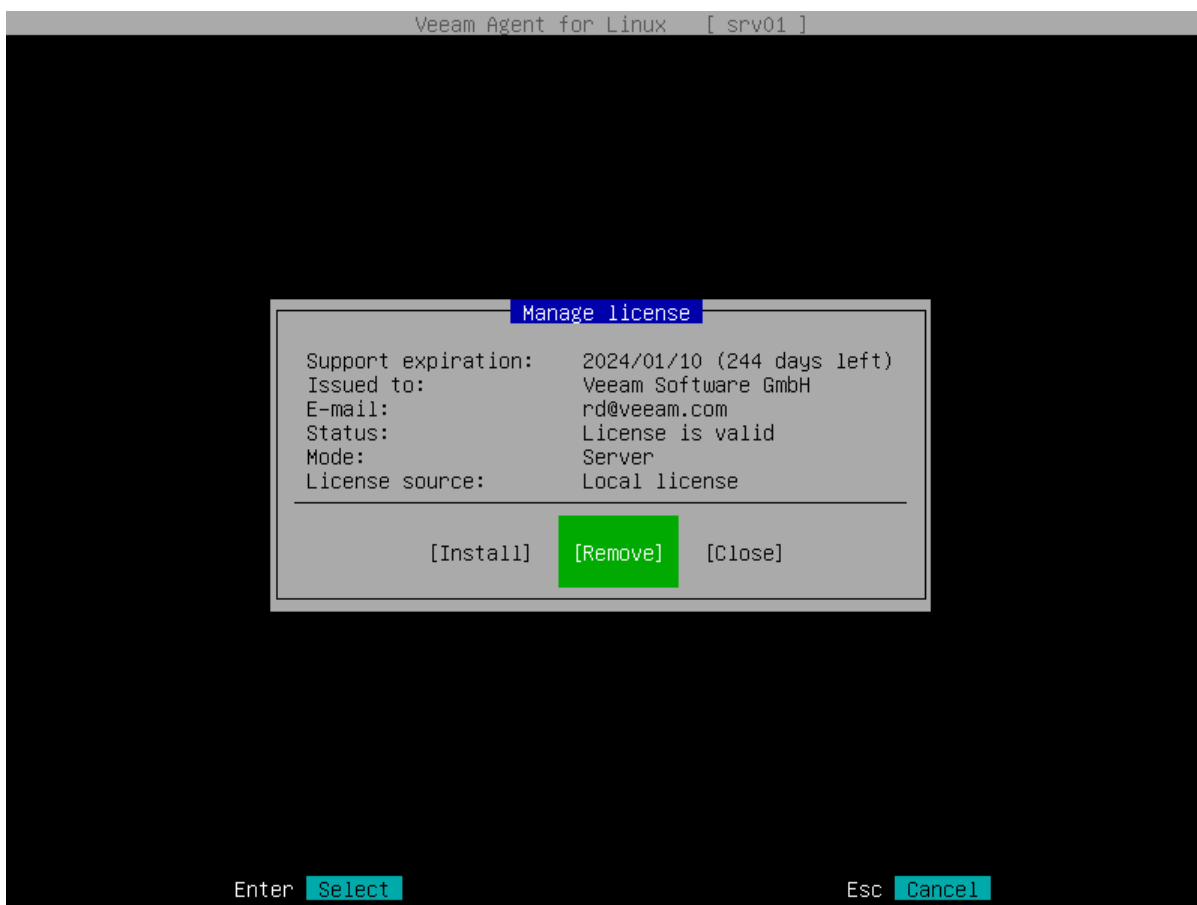 Veeam Agent for Linux [ srv01 ]
Manage license
Support expiration: 2024/01/10 (244 days left)
Issued to: Veeam Software GmbH
E-mail: rd@veeam.com
Status: License is valid
Mode: Server
License source: Local license
[Install] [Remove] [Close]
Enter Select Esc Cancel